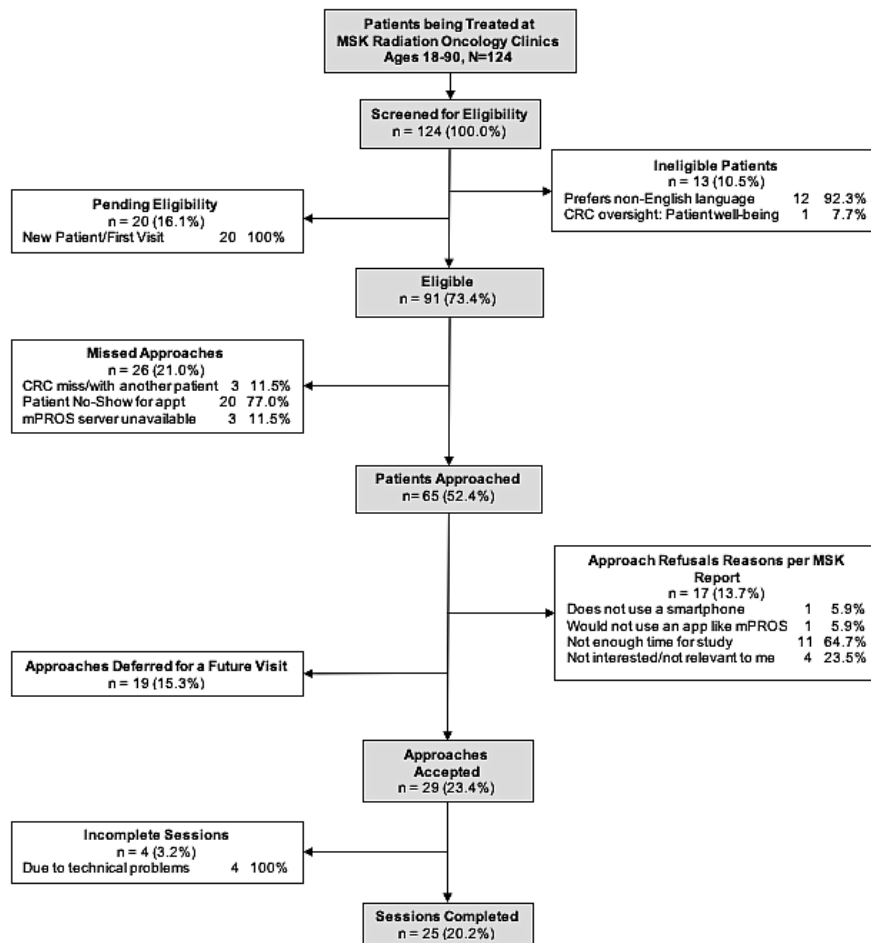 Patients being Treated at
MSK Radiation Oncology Clinics
Ages 18-90, N=124
Screened for Eligibility
n = 124 (100.0%)
Ineligible Patients
n = 13 (10.5%)
Prefers non-English language 12 92.3%
CRC oversight: Patient well-being 1 7.7%
Pending Eligibility
n = 20 (16.1%)
New Patient/First Visit 20 100%
Eligible
n = 91 (73.4%)
Missed Approaches
n = 26 (21.0%)
CRC miss/with another patient 3 11.5%
Patient No-Show for appt 20 77.0%
mPROS server unavailable 3 11.5%
Patients Approached
n= 65 (52.4%)
Approach Refusals Reasons per MSK
Report
n = 17 (13.7%)
Does not use a smartphone 1 5.9%
Would not use an app like mPROS 1 5.9%
Not enough time for study 11 64.7%
Not interested/not relevant to me 4 23.5%
Approaches Deferred for a Future Visit
n = 19 (15.3%)
Approaches
Accepted
n = 29 (23.4%)
Incomplete Sessions
n = 4 (3.2%)
Due to technical problems 4 100%
Sessions Completed
n = 25 (20.2%)